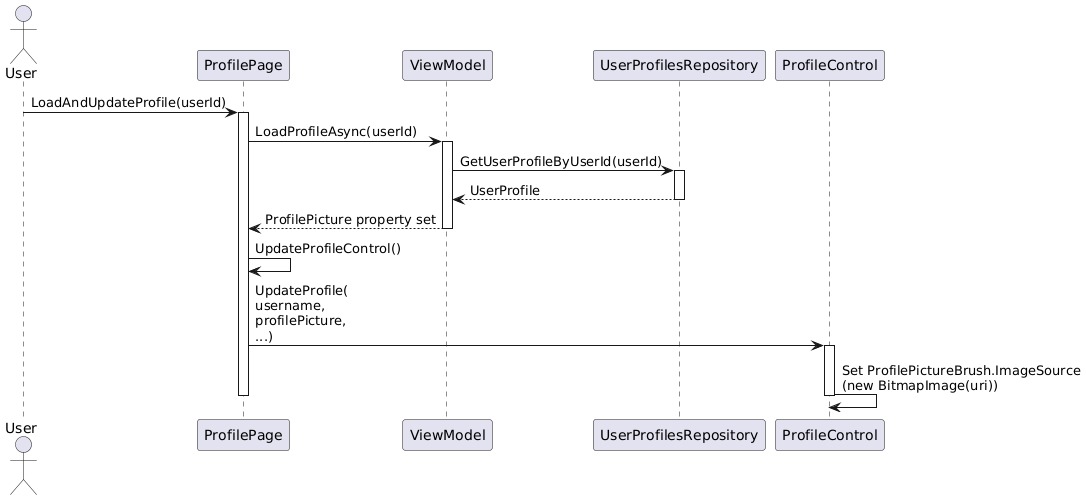 User
ProfilePage
ViewModel
UserProfilesRepository
ProfileControl
LoadAndUpdateProfile(userId)
LoadProfileAsync(userId)
GetUserProfileByUserId(userId)
UserProfile
ProfilePicture property set
UpdateProfileControl()
UpdateProfile(
username,
profilePicture,
...)
Set ProfilePictureBrush.ImageSource
(new BitmapImage(uri))
User
ProfilePage
ViewModel
UserProfilesRepository
ProfileControl